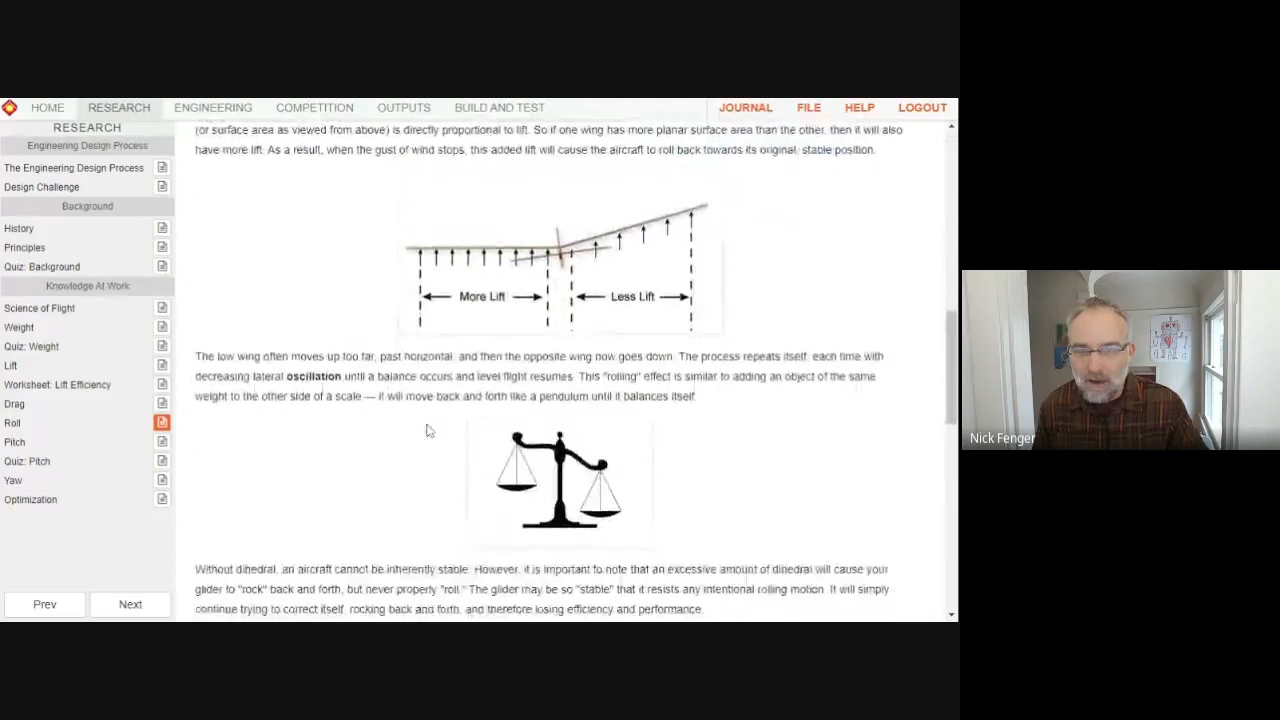 HOME RESEARCH ENGINEERING COMPETITION OUTPUTS BUILD AND TEST JOURNAL FILE HELP LOGOUT
RESEARCH
Engineering Design Process
The Engineering Design Process
Design Challenge
Background
History
Principles
Quiz: Background
Knowledge At Work
Science of Flight
Weight
Quiz: Weight
Lift
Worksheet: Lift Efficiency
Drag
Roll
Pitch
Quiz: Pitch
Yaw
Optimization
Prev Next
(or surface area as viewed from above) is directly proportional to lift. So if one wing has more planar surface area than the other, then it will also
have more lift. As a result, when the gust of wind stops, this added lift will cause the aircraft to roll back towards its original, stable position.
More Lift Less Lift
The low wing often moves up too far, past horizontal, and then the opposite wing now goes down. The process repeats itself, each time with
decreasing lateral oscillation until a balance occurs and level flight resumes. This "rolling" effect is similar to adding an object of the same
weight to the other side of a scale — it will move back and forth like a pendulum until it balances itself.
Without dihedral, an aircraft cannot be inherently stable. However, it is important to note that an excessive amount of dihedral will cause your
glider to "rock" back and forth, but never properly "roll." The glider may be so "stable" that it resists any intentional rolling motion. It will simply
continue trying to correct itself, rocking back and forth, and therefore losing efficiency and performance.
Nick Fenger